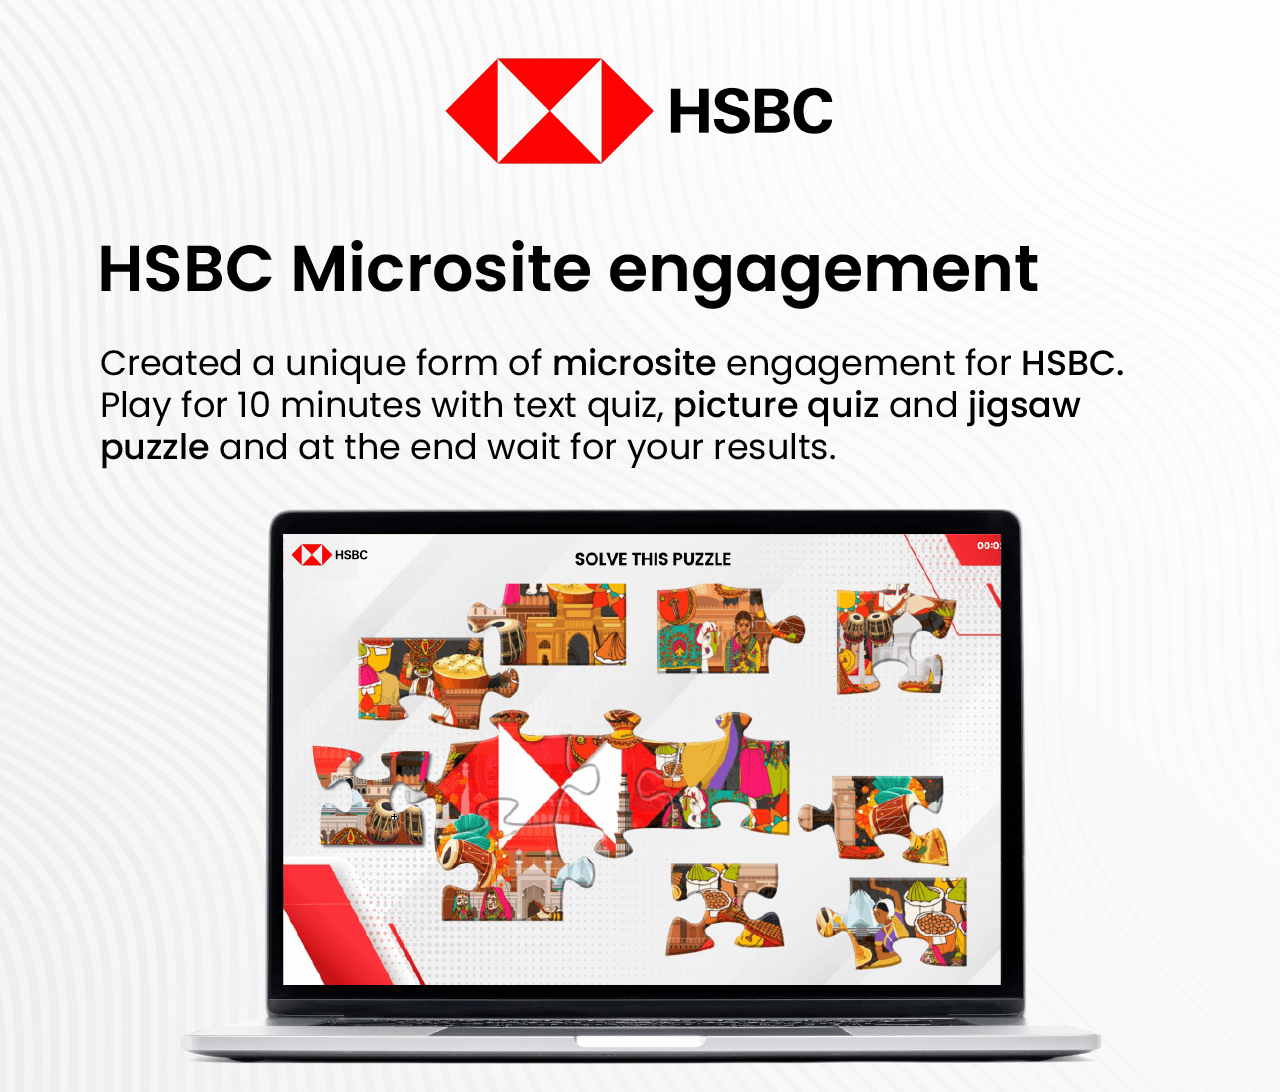 HSBC
HSBC Microsite engagement
Created a unique form of microsite engagement for HSBC.
Play for 10 minutes with text quiz, picture quiz and jigsaw
puzzle and at the end wait for your results.
HSBC
SOLVE THIS PUZZLE